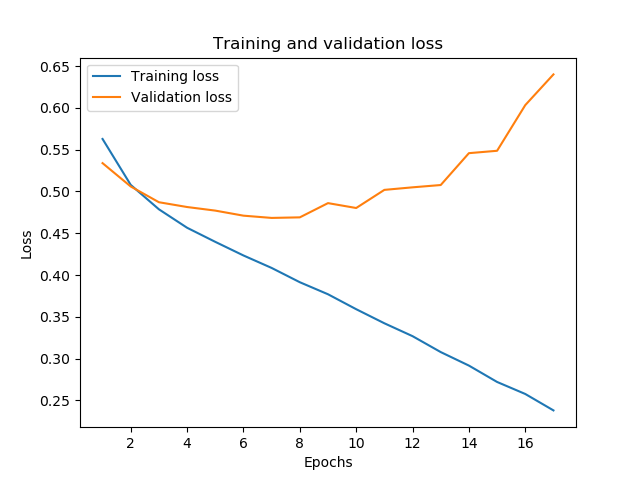 Training and validation loss
Training loss
Validation loss
0.65
0.60
0.55
0.50
0.45
0.40
0.35
0.30
0.25
Loss
2 4 6 8 10 12 14 16
Epochs